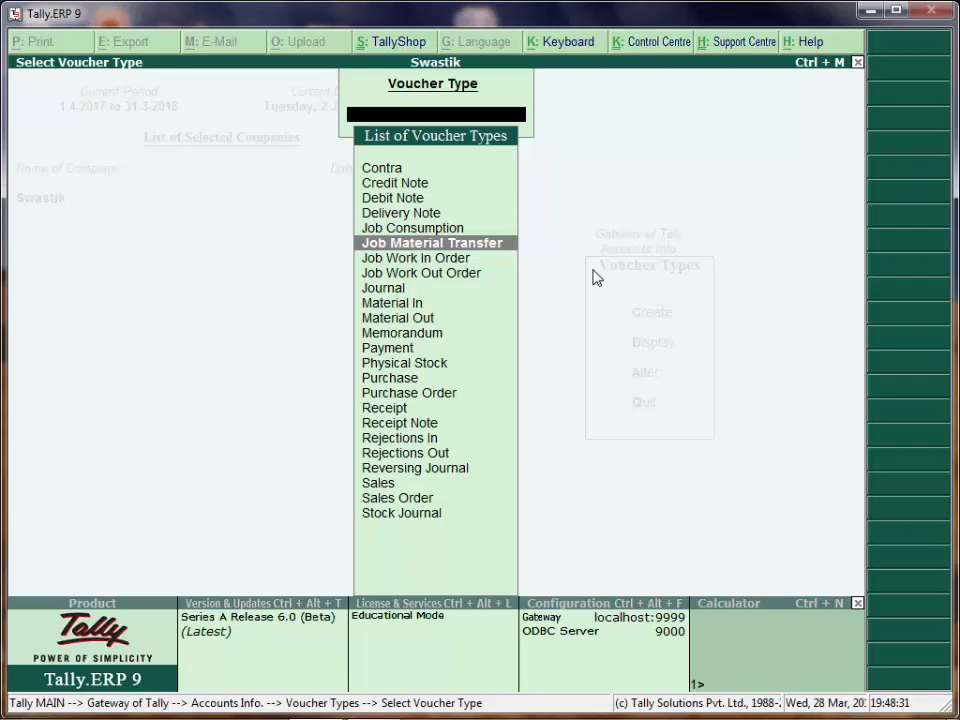 Tally.ERP 9
P: Print E: Export M: E-Mail O: Upload S: TallyShop G: Language K: Keyboard K: Control Centre H: Support Centre H: Help
Select Voucher Type Swastik Ctrl + M
Current Period
1 4-2017 to 31-3-2018 Tuesday, 2 J
List of Selected Companies
Name of Company
Swastik
Voucher Type
List of Voucher Types
Contra
Credit Note
Debit Note
Delivery Note
Job Consumption
Job Material Transfer
Job Work In Order
Job Work Out Order
Journal
Material In
Material Out
Memorandum
Payment
Physical Stock
Purchase
Purchase Order
Receipt
Receipt Note
Rejections In
Rejections Out
Reversing Journal
Sales
Sales Order
Stock Journal
Gateway of Tally
Accounts Info.
Voucher Types
Create
Display
Alter
Quit
Product
Tally
POWER OF SIMPLICITY
Tally.ERP 9
Version & Updates Ctrl + Alt + T
Series A Release 6.0 (Beta)
(Latest)
License & Services Ctrl + Alt + L
Educational Mode
Configuration Ctrl + Alt + F
Gateway localhost:9999
ODBC Server 9000
Calculator Ctrl + N
1>
Tally MAIN --> Gateway of Tally --> Accounts Info. --> Voucher Types --> Select Voucher Type (c) Tally Solutions Pvt. Ltd., 1988-2 Wed, 28 Mar, 20 19:48:31